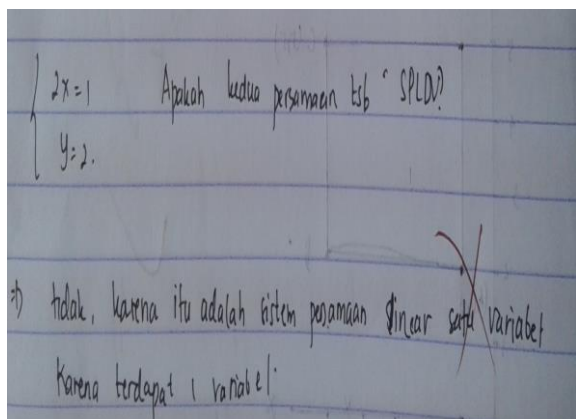 2x = 1 Apakah kedua persamaan tsb " SPLDV?
y = 2.
⇒ tidak, karena itu adalah sistem persamaan linear satu variabel
karena terdapat 1 variabel.